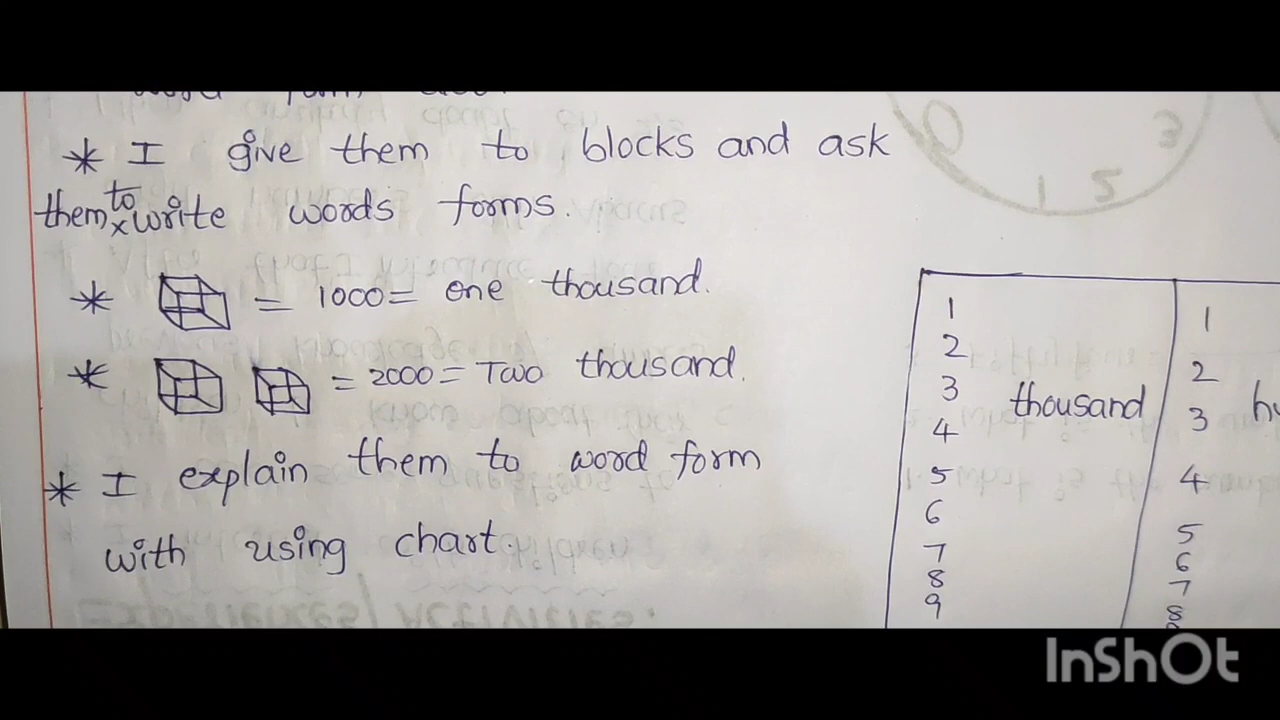 * I give them to blocks and ask
them to write words forms.
* = 1000 = one thousand.
* = 2000 = Two thousand.
* I explain them to word form
with using chart.
1
2
3
4
5
6
7
8
9
thousand
1
2
3
4
5
6
7
8
InShOt